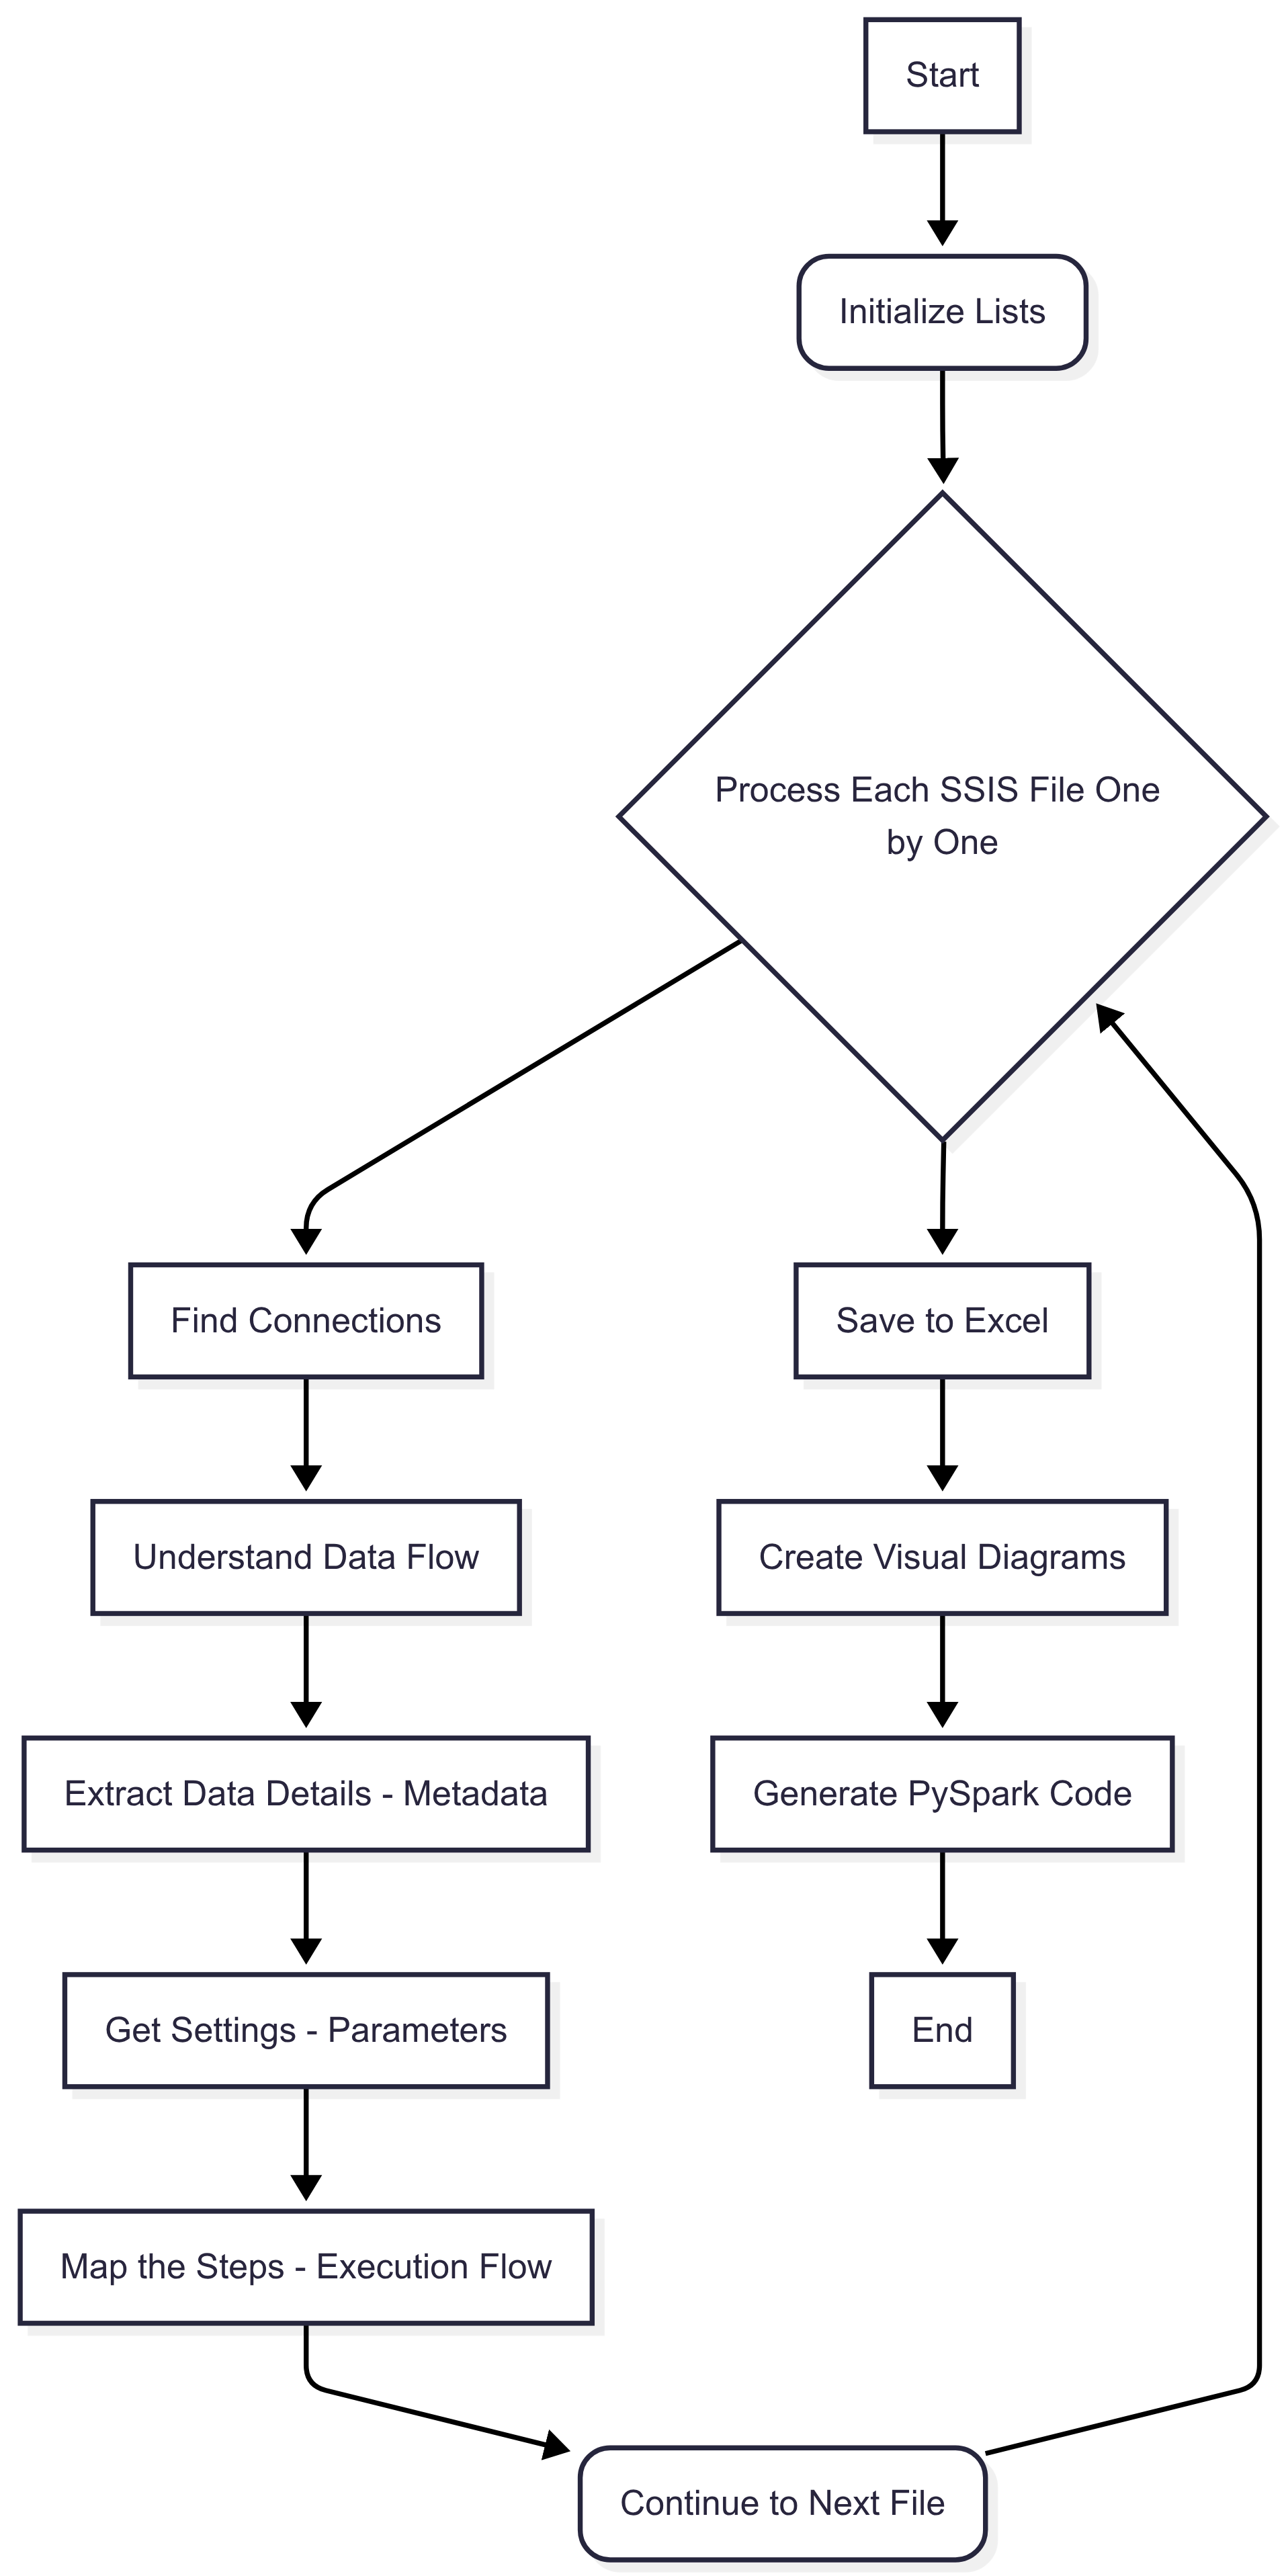 Start
Initialize Lists
Process Each SSIS File One
by One
Find Connections
Save to Excel
Understand Data Flow
Create Visual Diagrams
Extract Data Details - Metadata
Generate PySpark Code
Get Settings - Parameters
End
Map the Steps - Execution Flow
Continue to Next File